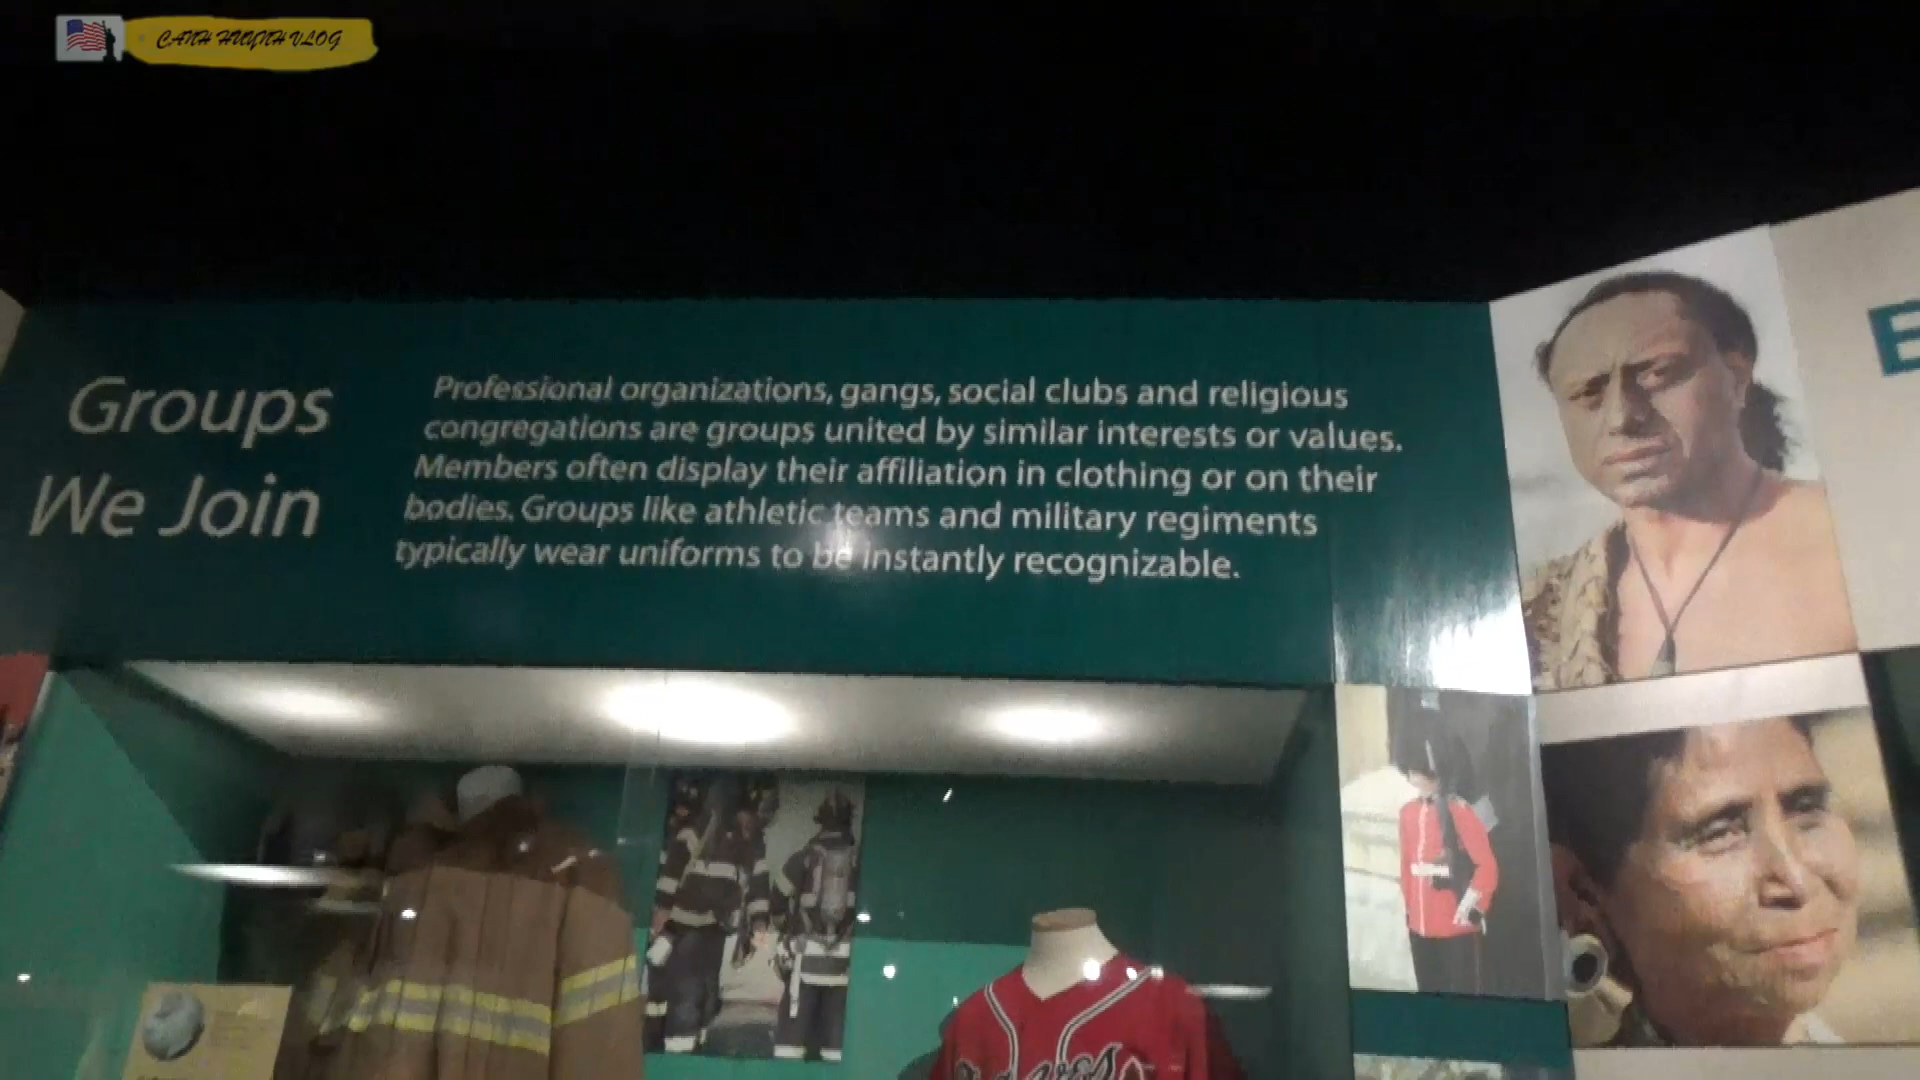 CANH HUYNH VLOG
Groups
We Join
Professional organizations, gangs, social clubs and religious
congregations are groups united by similar interests or values.
Members often display their affiliation in clothing or on their
bodies. Groups like athletic teams and military regiments
typically wear uniforms to be instantly recognizable.